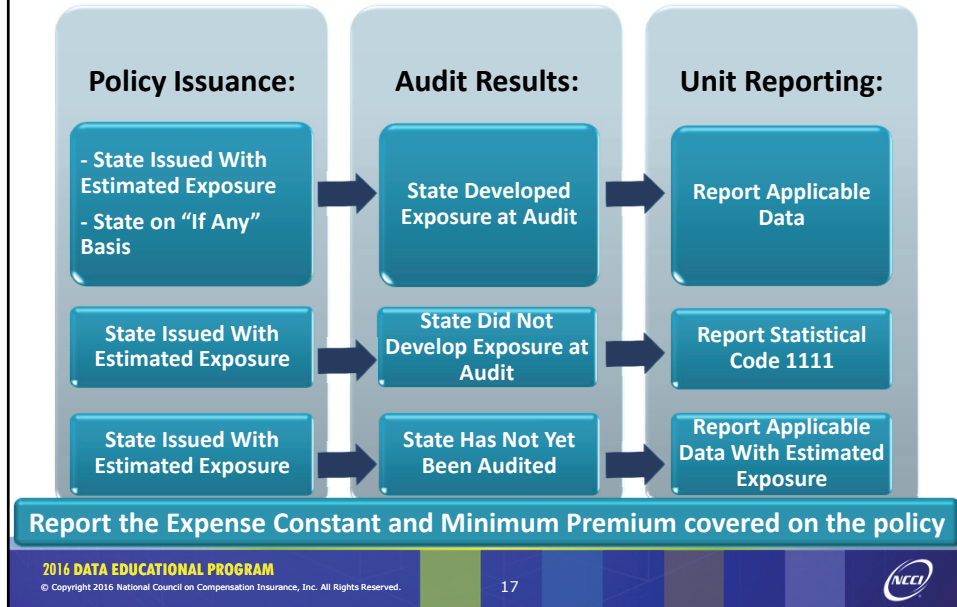 Policy Issuance:
Audit Results:
Unit Reporting:
- State Issued With
Estimated Exposure
- State on “If Any”
Basis
State Developed
Exposure at Audit
Report Applicable
Data
State Issued With
Estimated Exposure
State Did Not
Develop Exposure at
Audit
Report Statistical
Code 1111
State Issued With
Estimated Exposure
State Has Not Yet
Been Audited
Report Applicable
Data With Estimated
Exposure
Report the Expense Constant and Minimum Premium covered on the policy
2016 DATA EDUCATIONAL PROGRAM
© Copyright 2016 National Council on Compensation Insurance, Inc. All Rights Reserved.
17
NCCI